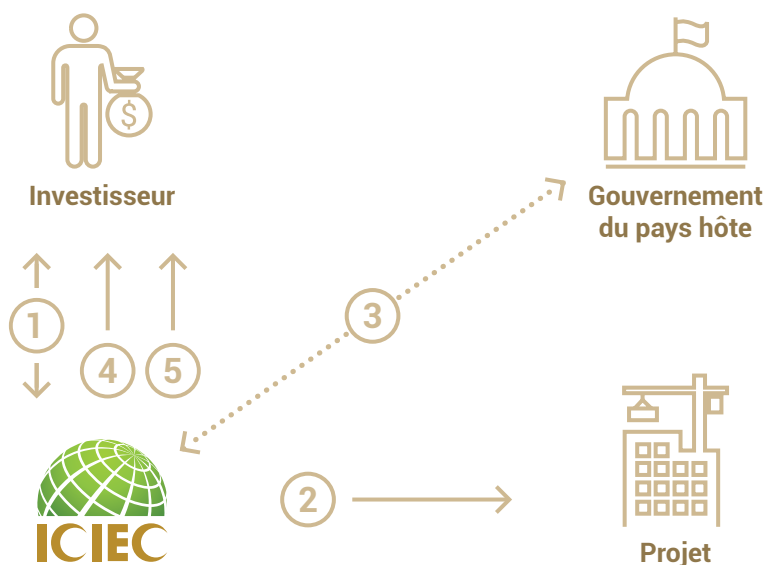 $
Investisseur
Gouvernement
du pays hôte
1
3
4
5
2
ICIEC
Projet